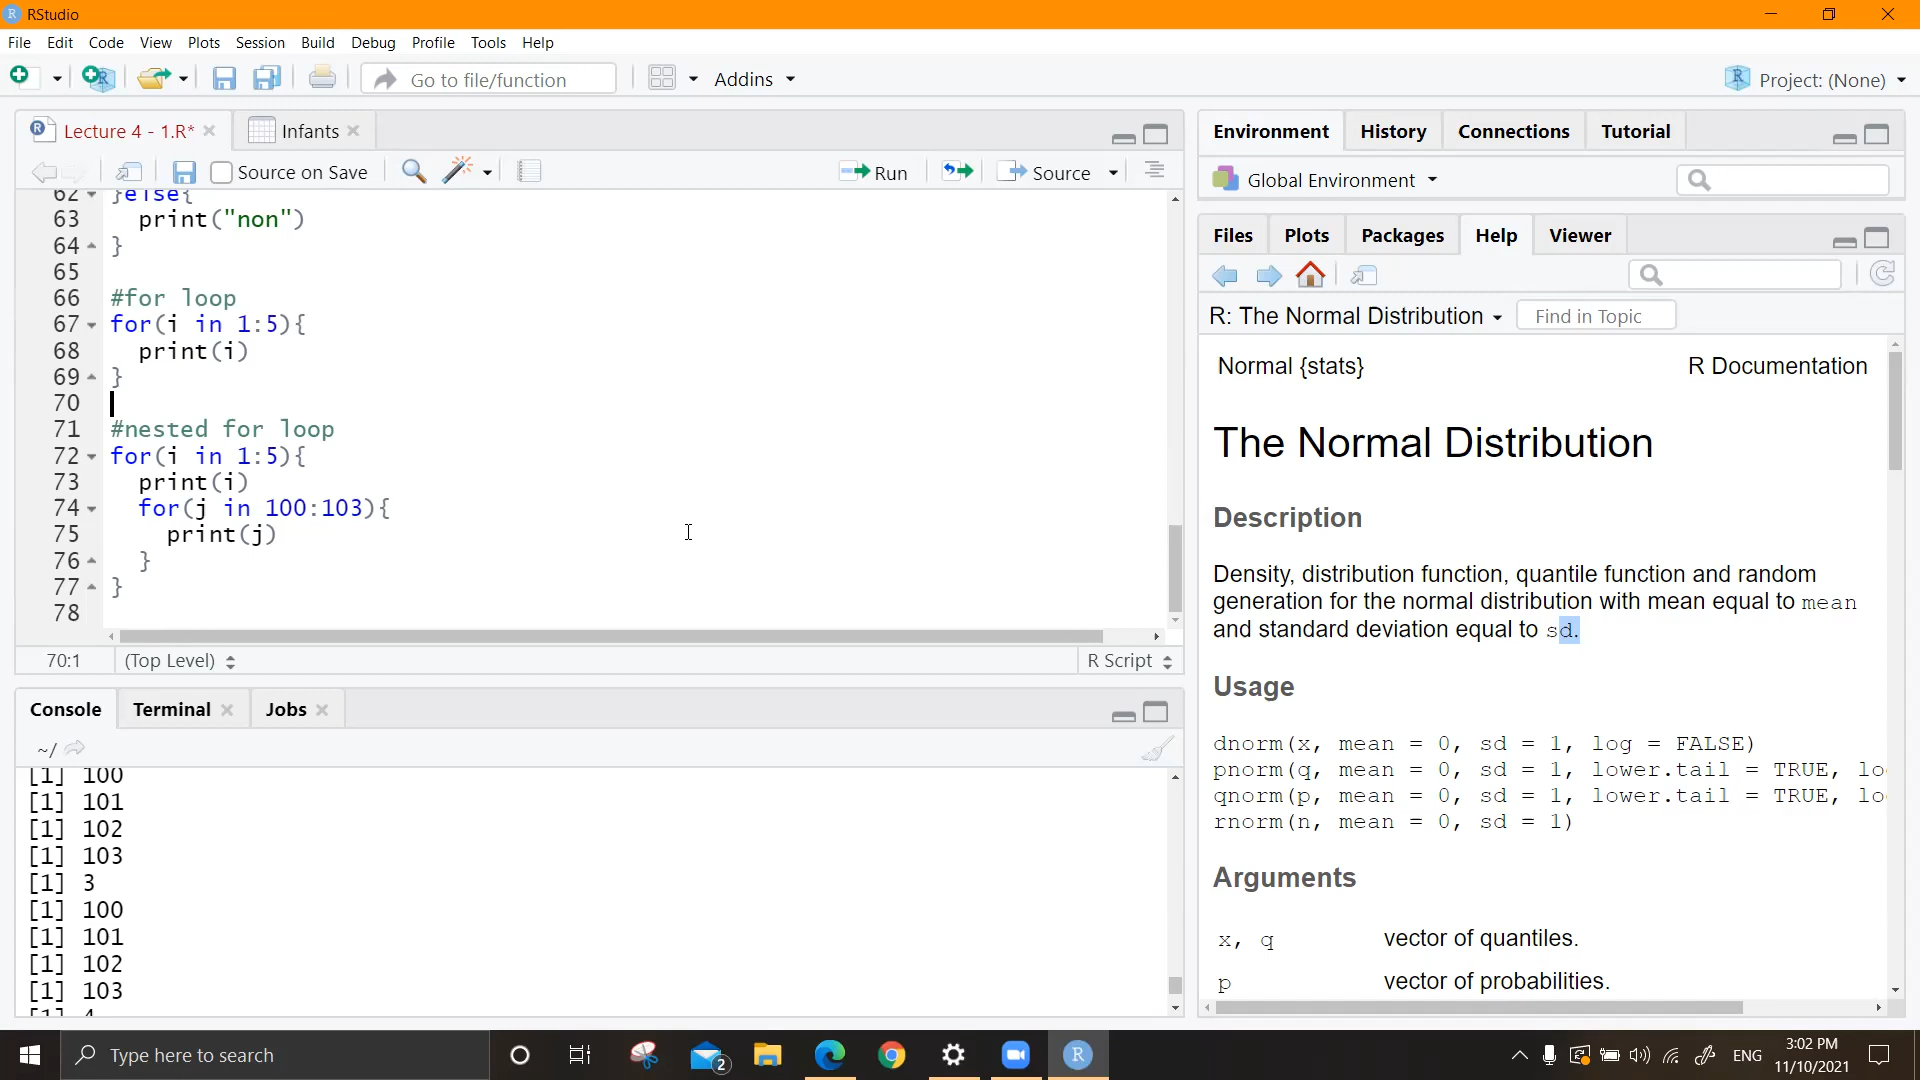 RStudio
File Edit Code View Plots Session Build Debug Profile Tools Help
Go to file/function
Addins
Project: (None)
Lecture 4 - 1.R*
Infants
Source on Save
Run
Source
62 }else{
63 print("non")
64 }
65
66 #for loop
67 for(i in 1:5){
68 print(i)
69 }
70
71 #nested for loop
72 for(i in 1:5){
73 print(i)
74 for(j in 100:103){
75 print(j)
76 }
77 }
78
70:1 (Top Level) R Script
Console Terminal Jobs
~/
[1] 100
[1] 101
[1] 102
[1] 103
[1] 3
[1] 100
[1] 101
[1] 102
[1] 103
[1] 4
Environment History Connections Tutorial
Global Environment
Files Plots Packages Help Viewer
R: The Normal Distribution Find in Topic
Normal {stats} R Documentation
The Normal Distribution
Description
Density, distribution function, quantile function and random
generation for the normal distribution with mean equal to mean
and standard deviation equal to sd.
Usage
dnorm(x, mean = 0, sd = 1, log = FALSE)
pnorm(q, mean = 0, sd = 1, lower.tail = TRUE, lo
qnorm(p, mean = 0, sd = 1, lower.tail = TRUE, lo
rnorm(n, mean = 0, sd = 1)
Arguments
x, q vector of quantiles.
p vector of probabilities.
Type here to search
2
ENG
3:02 PM
11/10/2021